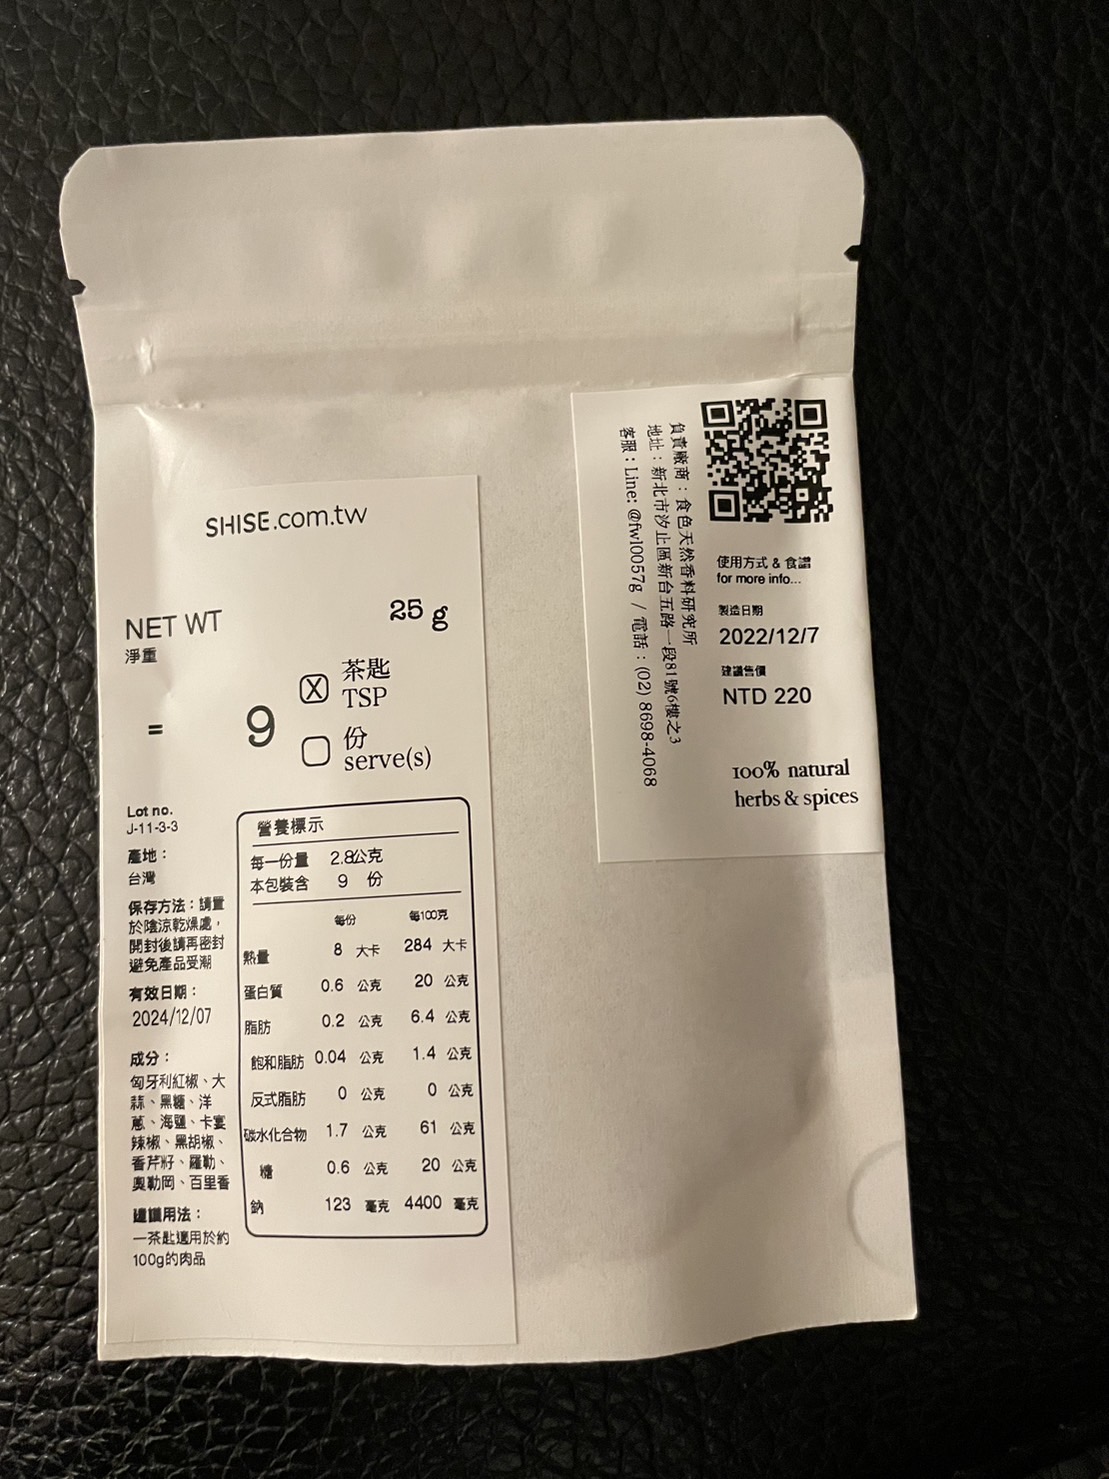 SHISE.com.tw
NET WT 25 g
淨重
= 9
☒ 茶匙
TSP
☐ 份
serve(s)
Lot no.
J-11-3-3
產地：
台灣
保存方法：請置
於陰涼乾燥處，
開封後請再密封
避免產品受潮
有效日期：
2024/12/07
成分：
匈牙利紅椒、大
蒜、黑糖、洋
蔥、海鹽、卡宴
辣椒、黑胡椒、
香芹籽、羅勒、
奧勒岡、百里香
建議用法：
一茶匙適用於約
100g的肉品
營養標示
每一份量 2.8公克
本包裝含 9 份
每份 每100克
熱量 8 大卡 284 大卡
蛋白質 0.6 公克 20 公克
脂肪 0.2 公克 6.4 公克
飽和脂肪 0.04 公克 1.4 公克
反式脂肪 0 公克 0 公克
碳水化合物 1.7 公克 61 公克
糖 0.6 公克 20 公克
鈉 123 毫克 4400 毫克
負責廠商：食色天然香料研究所
地址：新北市汐止區新台五路一段81號6樓之3
客服：Line: @fwl0057g / 電話：(02) 8698-4068
使用方式 & 食譜
for more info...
製造日期
2022/12/7
建議售價
NTD 220
100% natural
herbs & spices